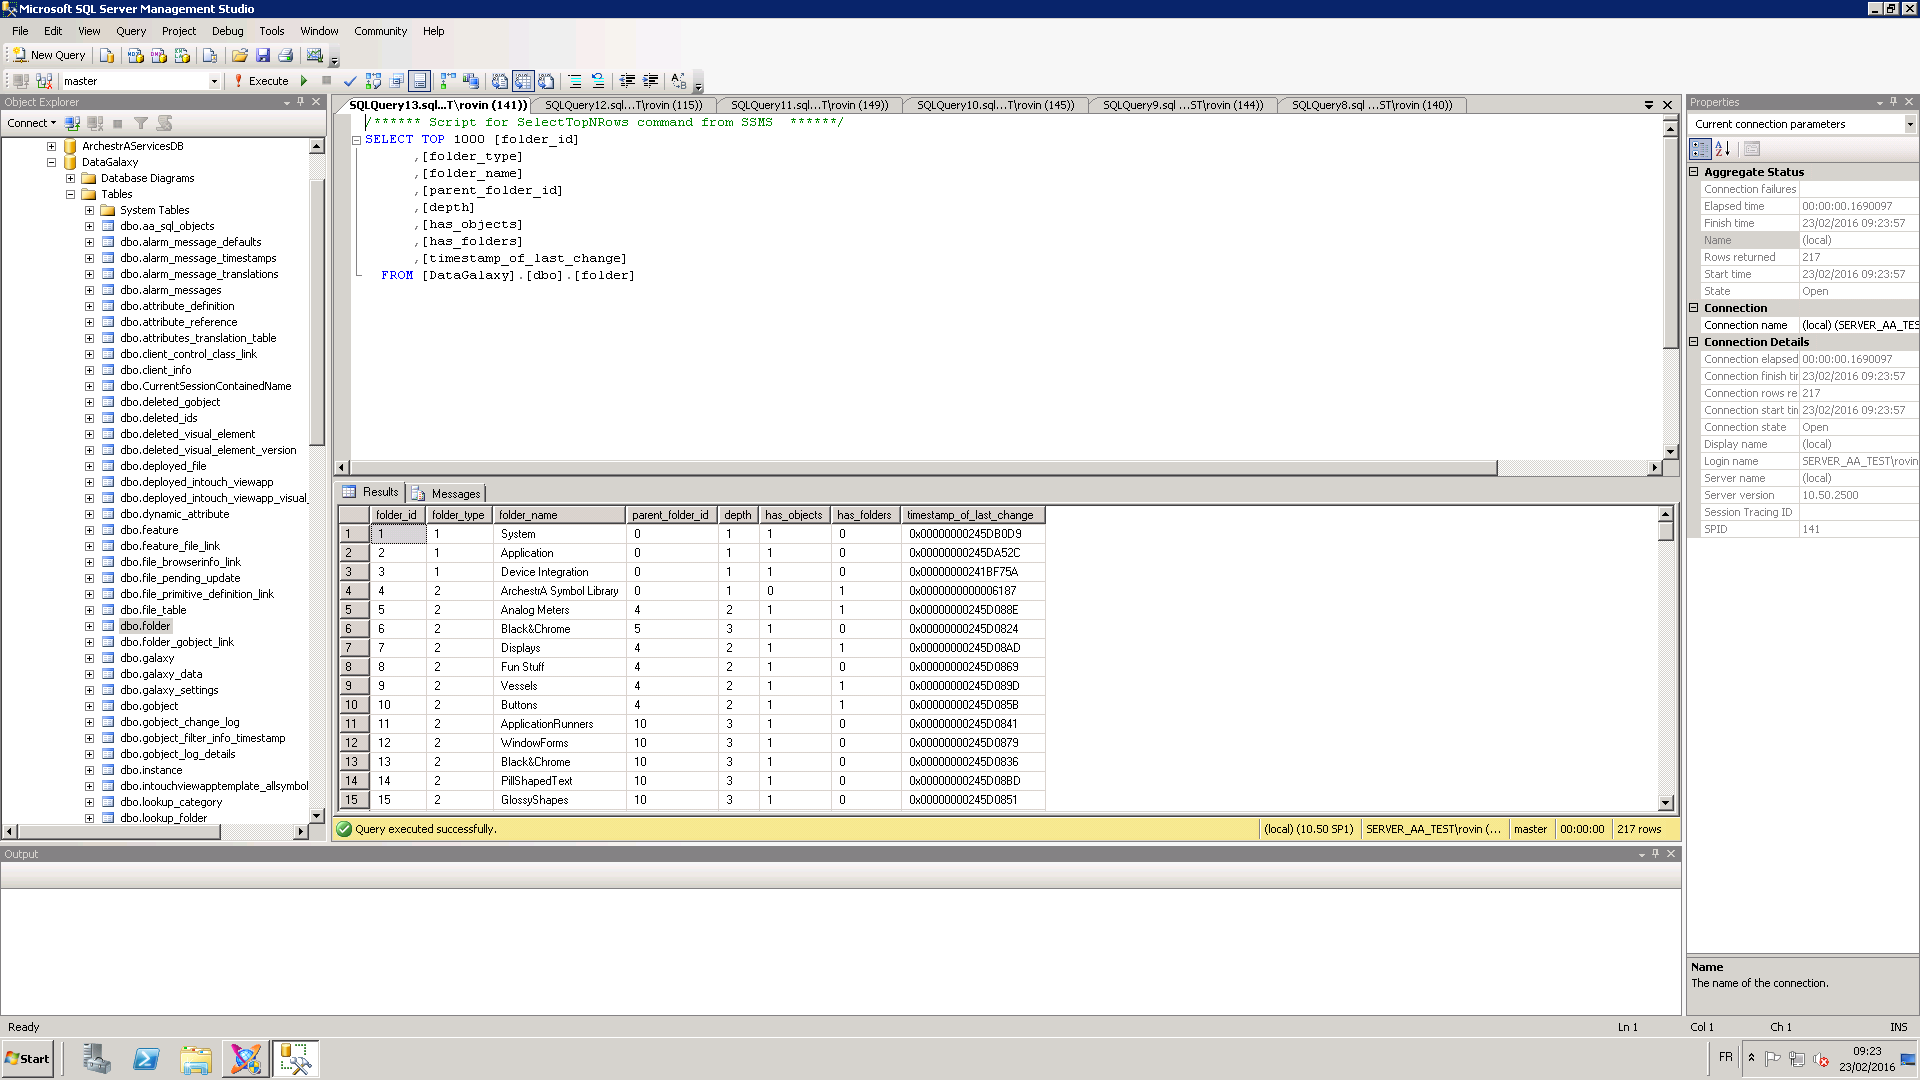 Microsoft SQL Server Management Studio
File Edit View Query Project Debug Tools Window Community Help
New Query
master
Execute
Object Explorer
Connect
ArchestrAServicesDB
DataGalaxy
Database Diagrams
Tables
System Tables
dbo.aa_sql_objects
dbo.alarm_message_defaults
dbo.alarm_message_timestamps
dbo.alarm_message_translations
dbo.alarm_messages
dbo.attribute_definition
dbo.attribute_reference
dbo.attributes_translation_table
dbo.client_control_class_link
dbo.client_info
dbo.CurrentSessionContainedName
dbo.deleted_gobject
dbo.deleted_ids
dbo.deleted_visual_element
dbo.deleted_visual_element_version
dbo.deployed_file
dbo.deployed_intouch_viewapp
dbo.deployed_intouch_viewapp_visual_
dbo.dynamic_attribute
dbo.feature
dbo.feature_file_link
dbo.file_browserinfo_link
dbo.file_pending_update
dbo.file_primitive_definition_link
dbo.file_table
dbo.folder
dbo.folder_gobject_link
dbo.galaxy
dbo.galaxy_data
dbo.galaxy_settings
dbo.gobject
dbo.gobject_change_log
dbo.gobject_filter_info_timestamp
dbo.gobject_log_details
dbo.instance
dbo.intouchviewapptemplate_allsymbol
dbo.lookup_category
dbo.lookup_folder
SQLQuery13.sql...T\rovin (141)) SQLQuery12.sql...T\rovin (115)) SQLQuery11.sql...T\rovin (149)) SQLQuery10.sql...T\rovin (145)) SQLQuery9.sql ...ST\rovin (144)) SQLQuery8.sql ...ST\rovin (140))
/****** Script for SelectTopNRows command from SSMS ******/
SELECT TOP 1000 [folder_id]
,[folder_type]
,[folder_name]
,[parent_folder_id]
,[depth]
,[has_objects]
,[has_folders]
,[timestamp_of_last_change]
FROM [DataGalaxy].[dbo].[folder]
Results Messages
folder_id folder_type folder_name parent_folder_id depth has_objects has_folders timestamp_of_last_change
1 1 1 System 0 1 1 0 0x00000000245DB0D9
2 2 1 Application 0 1 1 0 0x00000000245DA52C
3 3 1 Device Integration 0 1 1 0 0x00000000241BF75A
4 4 2 ArchestrA Symbol Library 0 1 0 1 0x0000000000006187
5 5 2 Analog Meters 4 2 1 1 0x00000000245D088E
6 6 2 Black&Chrome 5 3 1 0 0x00000000245D0824
7 7 2 Displays 4 2 1 1 0x00000000245D08AD
8 8 2 Fun Stuff 4 2 1 0 0x00000000245D0869
9 9 2 Vessels 4 2 1 1 0x00000000245D089D
10 10 2 Buttons 4 2 1 1 0x00000000245D085B
11 11 2 ApplicationRunners 10 3 1 0 0x00000000245D0841
12 12 2 WindowForms 10 3 1 0 0x00000000245D0879
13 13 2 Black&Chrome 10 3 1 0 0x00000000245D0836
14 14 2 PillShapedText 10 3 1 0 0x00000000245D08BD
15 15 2 GlossyShapes 10 3 1 0 0x00000000245D0851
Query executed successfully. (local) (10.50 SP1) SERVER_AA_TEST\rovin (... master 00:00:00 217 rows
Properties
Current connection parameters
Aggregate Status
Connection failures
Elapsed time 00:00:00.1690097
Finish time 23/02/2016 09:23:57
Name (local)
Rows returned 217
Start time 23/02/2016 09:23:57
State Open
Connection
Connection name (local) (SERVER_AA_TES
Connection Details
Connection elapsed 00:00:00.1690097
Connection finish tir 23/02/2016 09:23:57
Connection rows re 217
Connection start tin 23/02/2016 09:23:57
Connection state Open
Display name (local)
Login name SERVER_AA_TEST\rovin
Server name (local)
Server version 10.50.2500
Session Tracing ID
SPID 141
Name
The name of the connection.
Output
Ready Ln 1 Col 1 Ch 1 INS
Start FR 09:23
23/02/2016